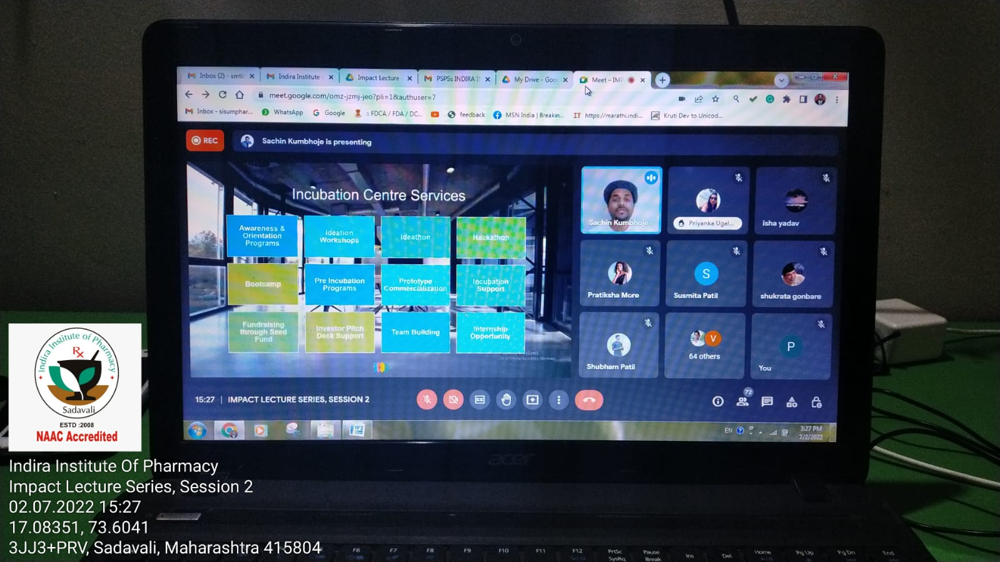 Inbox (2) - smtk
Indira Institute
Impact Lecture
PSPSs INDIRA I
My Drive - Goo
Meet – IMP
meet.google.com/omz-jzmj-jeo?pli=1&authuser=7
Inbox - sisumphar...
WhatsApp
Google
:: FDCA / FDA / DC...
feedback
MSN India | Breakin...
IT
https://marathi.indi...
Kruti Dev to Unicod...
REC
Sachin Kumbhoje is presenting
Incubation Centre Services
Awareness &
Orientation
Programs
Ideation
Workshops
Ideathon
Hackathon
Bootcamp
Pre Incubation
Programs
Prototype
Commercialization
Incubation
Support
Fundraising
through Seed
Fund
Investor Pitch
Deck Support
Team Building
Internship
Opportunity
Sachin Kumbhoje
Priyanka Ugal...
isha yadav
Pratiksha More
S
Susmita Patil
shukrata gonbare
Shubham Patil
V
64 others
P
You
15:27 | IMPACT LECTURE SERIES, SESSION 2
72
EN
3:27 PM
7/2/2022
acer
F6
F7
F8
F9
F10
F11
F12
PrtSc
SysRq
Pause
Break
Ins
Del
Home
Pg Up
Pg Dn
End
Indira Institute of Pharmacy
Rx
Sadavali
ESTD :2008
NAAC Accredited
Indira Institute Of Pharmacy
Impact Lecture Series, Session 2
02.07.2022 15:27
17.08351, 73.6041
3JJ3+PRV, Sadavali, Maharashtra 415804